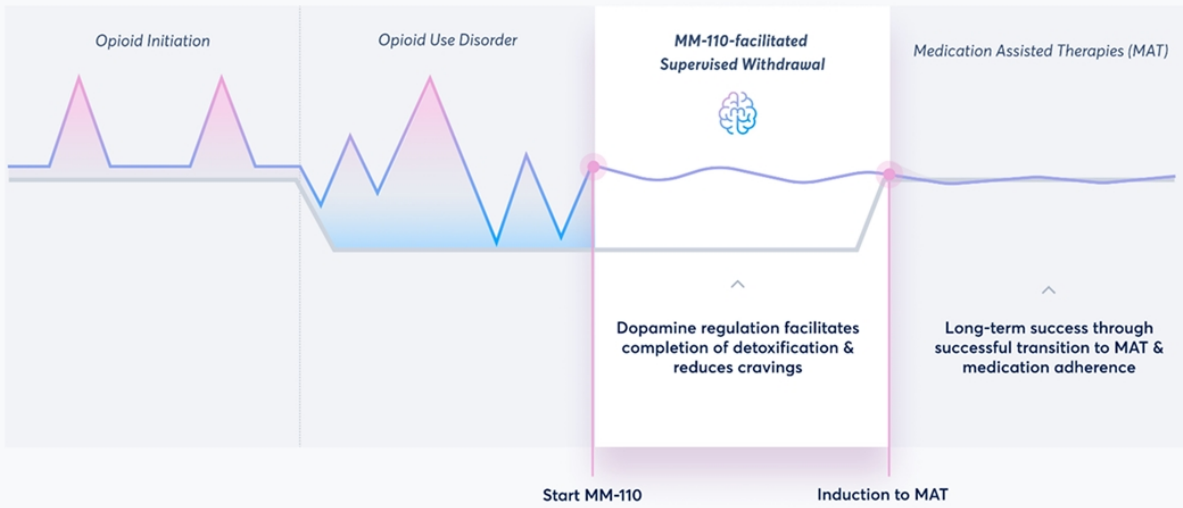 Opioid Initiation
Opioid Use Disorder
MM-110-facilitated
Supervised Withdrawal
Medication Assisted Therapies (MAT)
Dopamine regulation facilitates
completion of detoxification &
reduces cravings
Long-term success through
successful transition to MAT &
medication adherence
Start MM-110
Induction to MAT